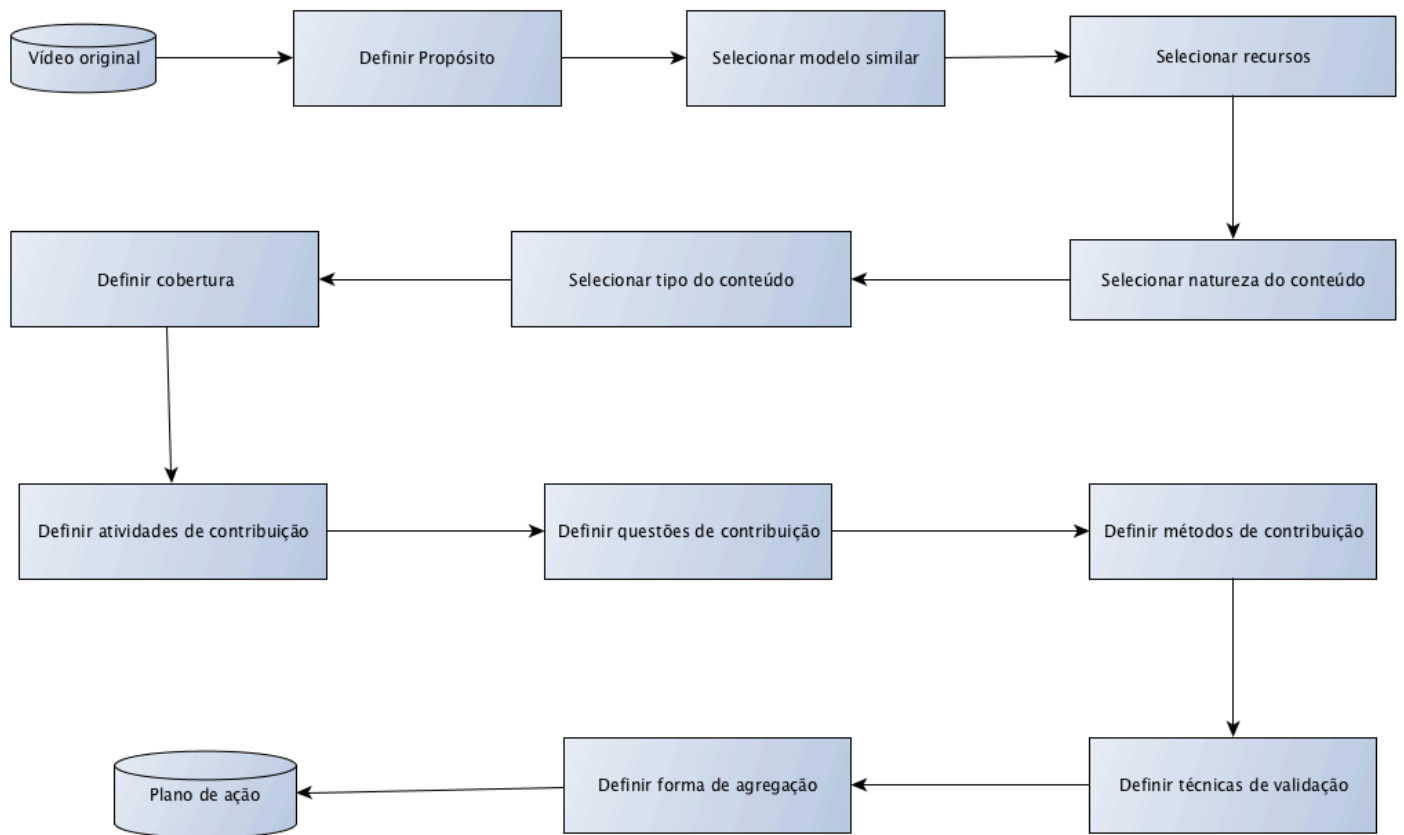 Vídeo original
Definir Propósito
Selecionar modelo similar
Selecionar recursos
Selecionar natureza do conteúdo
Selecionar tipo do conteúdo
Definir cobertura
Definir atividades de contribuição
Definir questões de contribuição
Definir métodos de contribuição
Definir técnicas de validação
Definir forma de agregação
Plano de ação